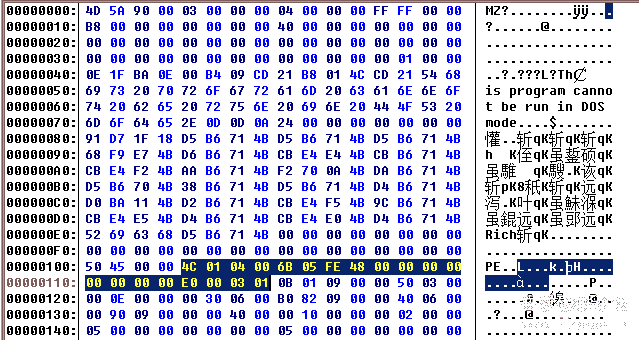 00000000: 4D 5A 90 00 03 00 00 00 04 00 00 00 FF FF 00 00 MZ?.........ÿÿ...
00000010: B8 00 00 00 00 00 00 00 40 00 00 00 00 00 00 00 ?.......@.......
00000020: 00 00 00 00 00 00 00 00 00 00 00 00 00 00 00 00 ................
00000030: 00 00 00 00 00 00 00 00 00 00 00 00 00 01 00 00 ................
00000040: 0E 1F BA 0E 00 B4 09 CD 21 B8 01 4C CD 21 54 68
00000050: 69 73 20 70 72 6F 67 72 61 6D 20 63 61 6E 6E 6F is program canno
00000060: 74 20 62 65 20 72 75 6E 20 69 6E 20 44 4F 53 20 t be run in DOS
00000070: 6D 6F 64 65 2E 0D 0D 0A 24 00 00 00 00 00 00 00 mode....$.......
00000080: 91 D7 1F 18 D5 B6 71 4B D5 B6 71 4B D5 B6 71 4B
00000090: 68 F9 E7 4B D6 B6 71 4B CB E4 E4 4B CB B6 71 4B
000000A0: CB E4 F2 4B AA B6 71 4B F2 70 0A 4B DA B6 71 4B
000000B0: D5 B6 70 4B 38 B6 71 4B D5 B6 71 4B D4 B6 71 4B
000000C0: D0 BA 11 4B D2 B6 71 4B CB E4 F5 4B 9C B6 71 4B
000000D0: CB E4 E5 4B D4 B6 71 4B CB E4 E0 4B D4 B6 71 4B
000000E0: 52 69 63 68 D5 B6 71 4B 00 00 00 00 00 00 00 00 Rich斩qK........
000000F0: 00 00 00 00 00 00 00 00 00 00 00 00 00 00 00 00 ................
00000100: 50 45 00 00 4C 01 04 00 6B 05 FE 48 00 00 00 00 PE..L...k.þH....
00000110: 00 00 00 00 E0 00 03 01 0B 01 09 00 00 50 03 00 ....à........P..
00000120: 00 0E 00 00 00 30 06 00 B0 82 09 00 00 40 06 00
00000130: 00 90 09 00 00 00 40 00 00 10 00 00 00 02 00 00 .?....@.........
00000140: 05 00 00 00 00 00 00 00 05 00 00 00 00 00 00 00 ................